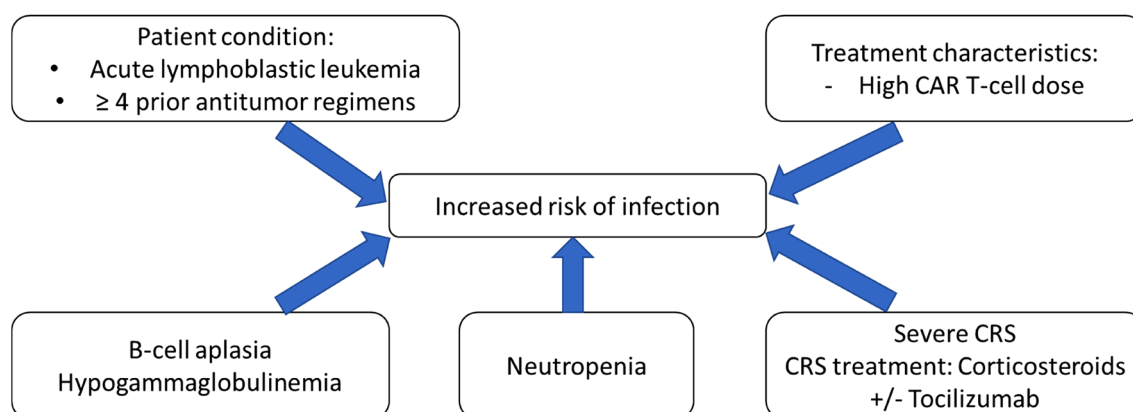 Patient condition:
• Acute lymphoblastic leukemia
• ≥ 4 prior antitumor regimens
Treatment characteristics:
- High CAR T-cell dose
Increased risk of infection
B-cell aplasia
Hypogammaglobulinemia
Neutropenia
Severe CRS
CRS treatment: Corticosteroids
+/- Tocilizumab